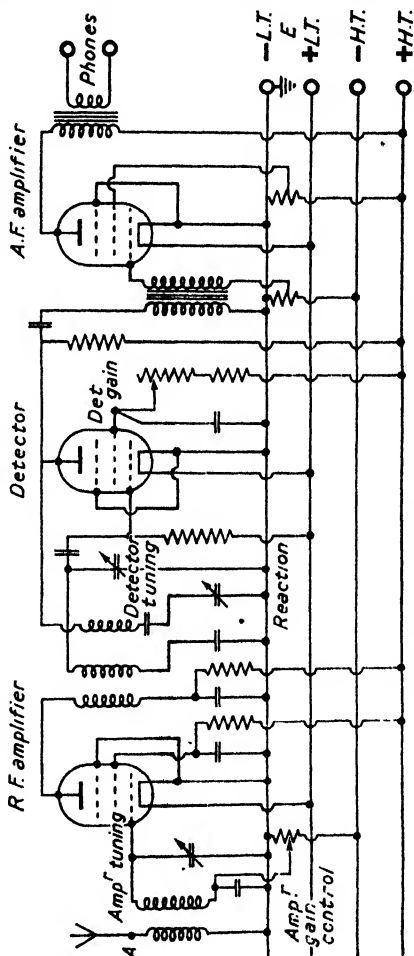 R.F. amplifier
Detector
A.F. amplifier
Phones
A
Ampr tuning
Ampr
gain
control
Detector
tuning
Reaction
Det gain
-L.T.
E
+L.T.
-H.T.
+H.T.